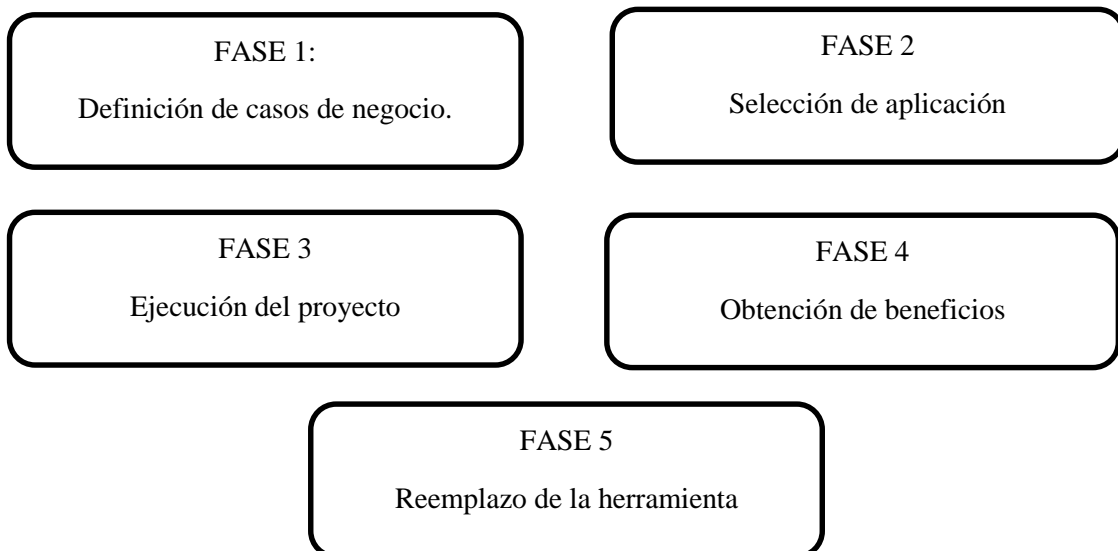 FASE 1:
Definición de casos de negocio.
FASE 2
Selección de aplicación
FASE 3
Ejecución del proyecto
FASE 4
Obtención de beneficios
FASE 5
Reemplazo de la herramienta